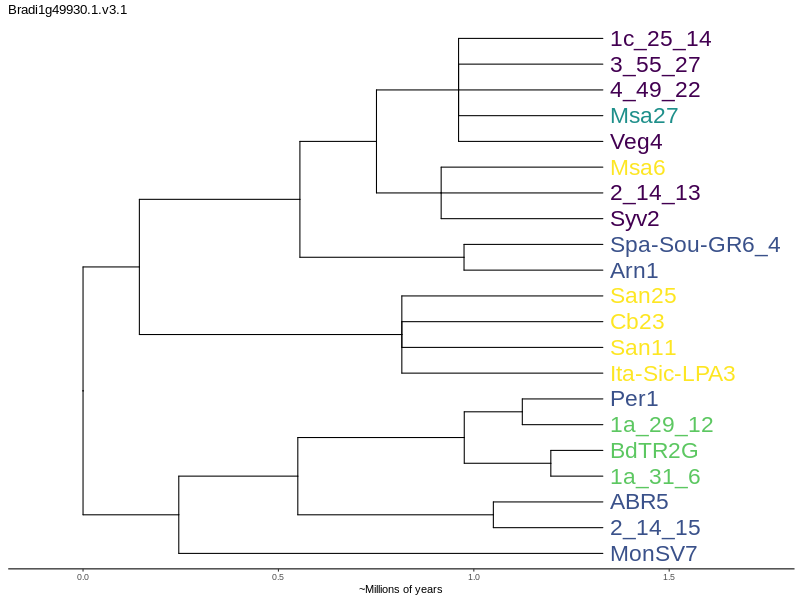 Bradi1g49930.1.v3.1
1c_25_14
3_55_27
4_49_22
Msa27
Veg4
Msa6
2_14_13
Syv2
Spa-Sou-GR6_4
Arn1
San25
Cb23
San11
Ita-Sic-LPA3
Per1
1a_29_12
BdTR2G
1a_31_6
ABR5
2_14_15
MonSV7
0.0 0.5 1.0 1.5
~Millions of years